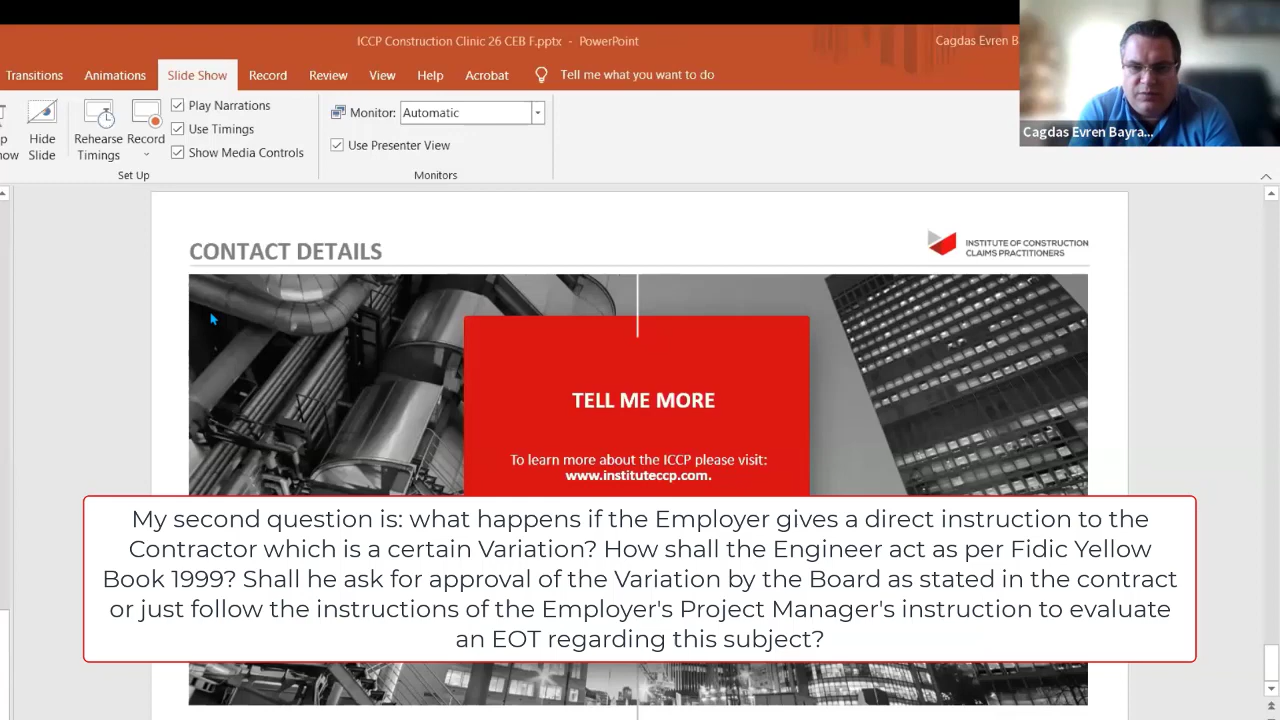 ICCP Construction Clinic 26 CEB F.pptx - PowerPoint
Cagdas Evren B
Transitions Animations Slide Show Record Review View Help Acrobat Tell me what you want to do
Hide Slide
Rehearse Timings
Record
Play Narrations
Use Timings
Show Media Controls
Set Up
Monitor: Automatic
Use Presenter View
Monitors
Cagdas Evren Bayra...
CONTACT DETAILS
INSTITUTE OF CONSTRUCTION
CLAIMS PRACTITIONERS
TELL ME MORE
To learn more about the ICCP please visit:
www.instituteccp.com.
My second question is: what happens if the Employer gives a direct instruction to the
Contractor which is a certain Variation? How shall the Engineer act as per Fidic Yellow
Book 1999? Shall he ask for approval of the Variation by the Board as stated in the contract
or just follow the instructions of the Employer's Project Manager's instruction to evaluate
an EOT regarding this subject?